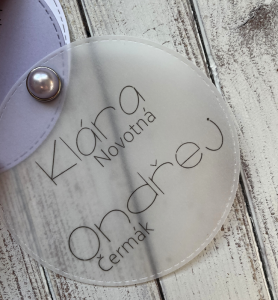 Klára
Novotná
Ondřej
Čermák